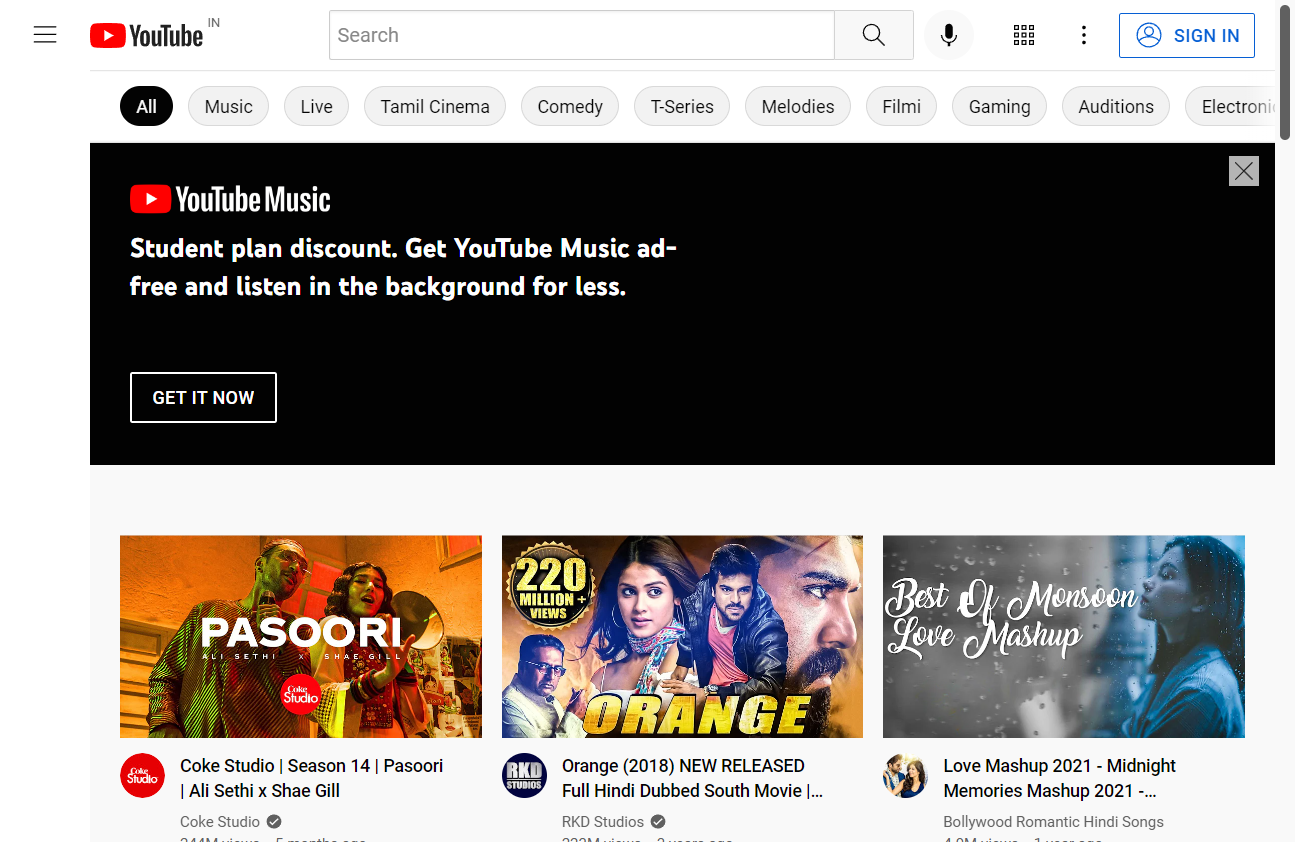 YouTube IN
Search
SIGN IN
All
Music
Live
Tamil Cinema
Comedy
T-Series
Melodies
Filmi
Gaming
Auditions
Electronic
YouTube Music
Student plan discount. Get YouTube Music ad-
free and listen in the background for less.
GET IT NOW
PASOORI
ALI SETHI X SHAE GILL
Coke
Studio
220
MILLION +
VIEWS
ORANGE
Best Of Monsoon
Love Mashup
Coke
Studio
Coke Studio | Season 14 | Pasoori
| Ali Sethi x Shae Gill
Coke Studio
RKD
STUDIOS
Orange (2018) NEW RELEASED
Full Hindi Dubbed South Movie |...
RKD Studios
Love Mashup 2021 - Midnight
Memories Mashup 2021 -...
Bollywood Romantic Hindi Songs